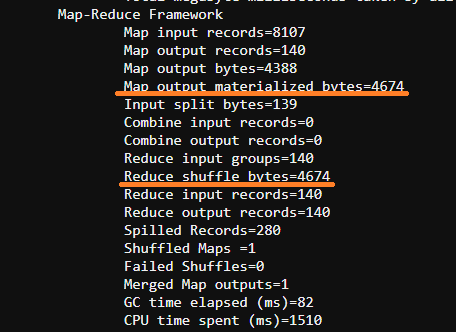 Map-Reduce Framework
Map input records=8107
Map output records=140
Map output bytes=4388
Map output materialized bytes=4674
Input split bytes=139
Combine input records=0
Combine output records=0
Reduce input groups=140
Reduce shuffle bytes=4674
Reduce input records=140
Reduce output records=140
Spilled Records=280
Shuffled Maps =1
Failed Shuffles=0
Merged Map outputs=1
GC time elapsed (ms)=82
CPU time spent (ms)=1510